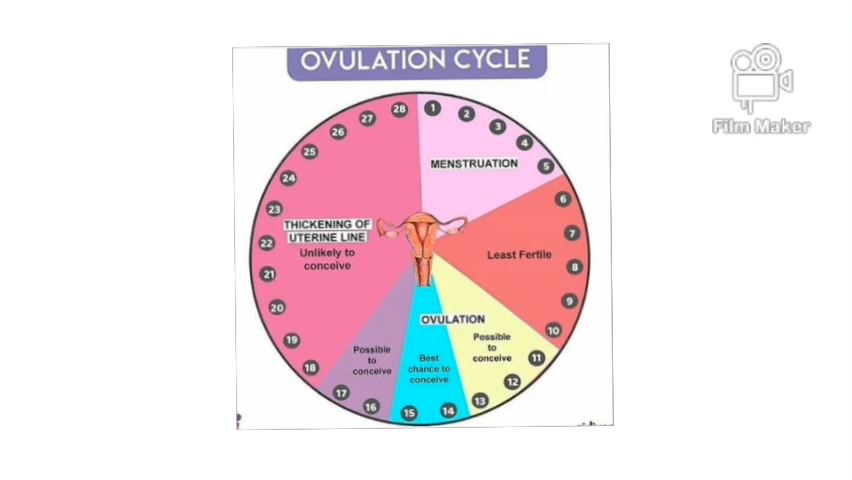 OVULATION CYCLE
Film Maker
28
1
2
3
4
5
6
7
8
9
10
11
12
13
14
15
16
17
18
19
20
21
22
23
24
25
26
27
MENSTRUATION
Least Fertile
OVULATION
Possible
to
conceive
Best
chance to
conceive
Possible
to
conceive
THICKENING OF
UTERINE LINE
Unlikely to
conceive